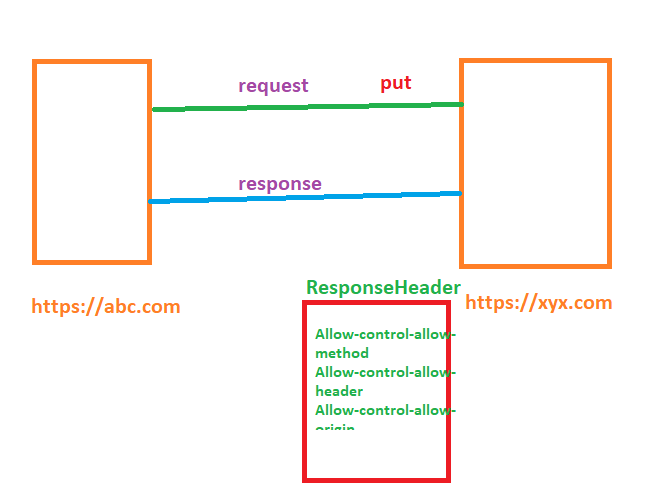 request put
response
https://abc.com
ResponseHeader
https://xyx.com
Allow-control-allow-
method
Allow-control-allow-
header
Allow-control-allow-
origin